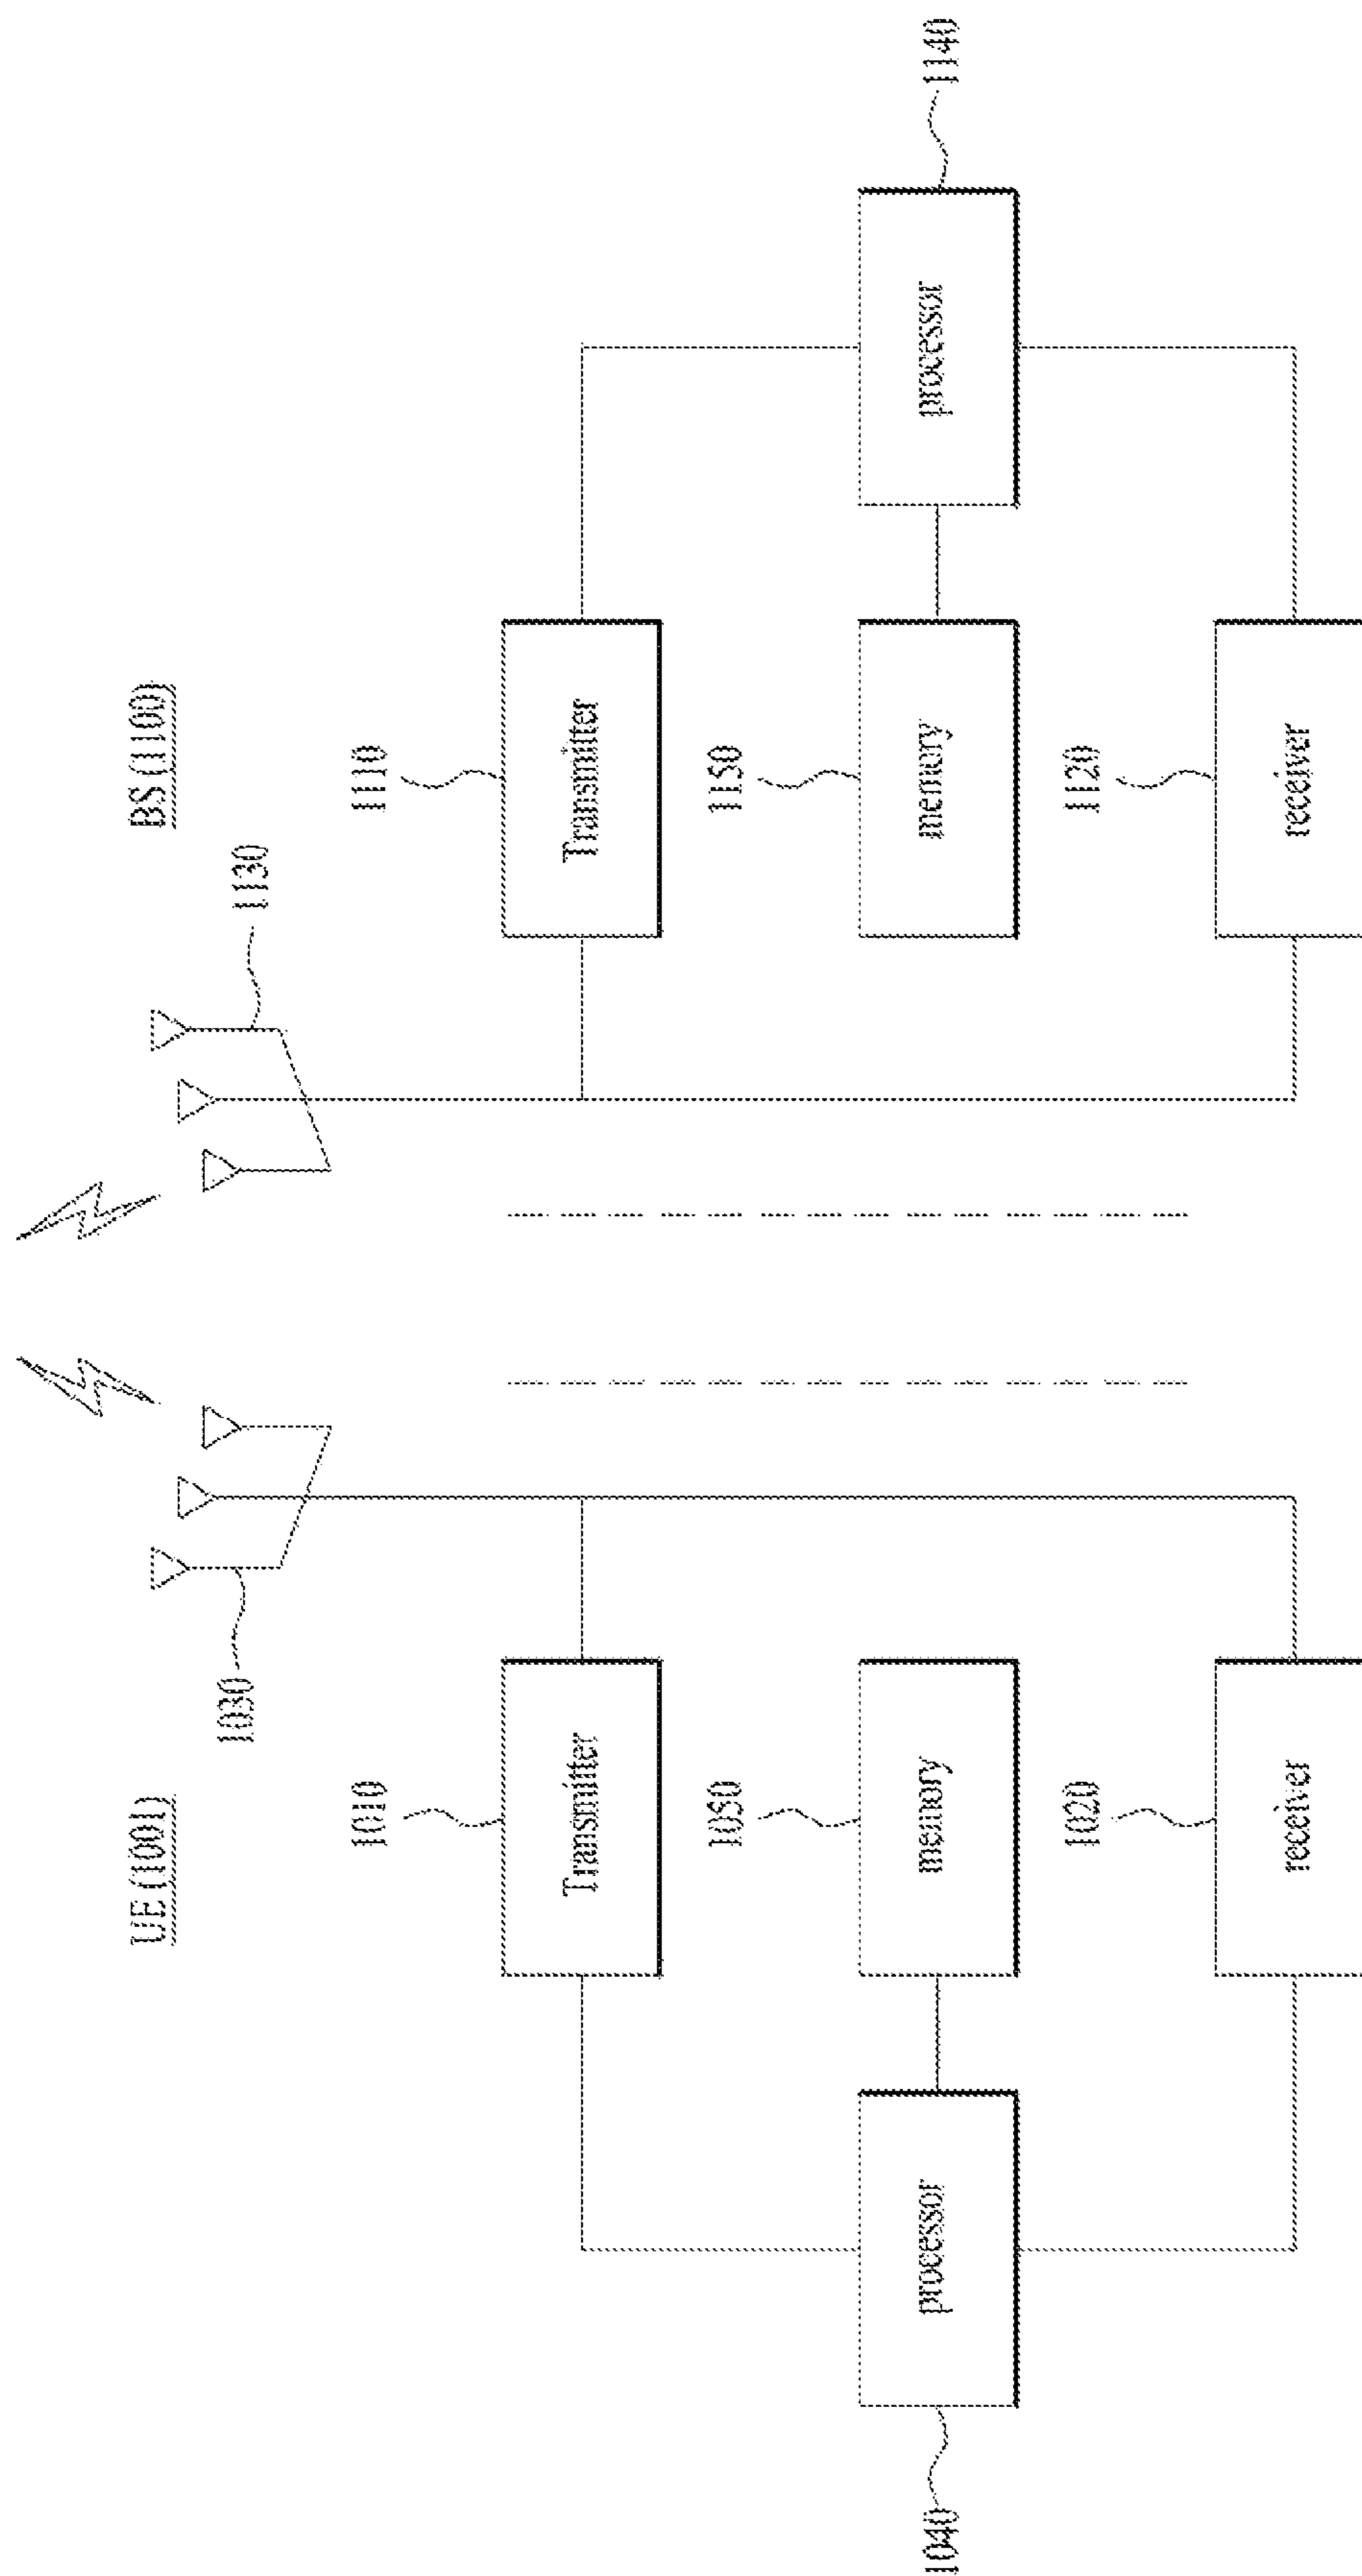 UE (1001)
BS (1100)
1030
1130
1010
1110
Transmitter
Transmitter
1040
1050
1150
1140
processor
memory
memory
processor
1020
1120
receiver
receiver